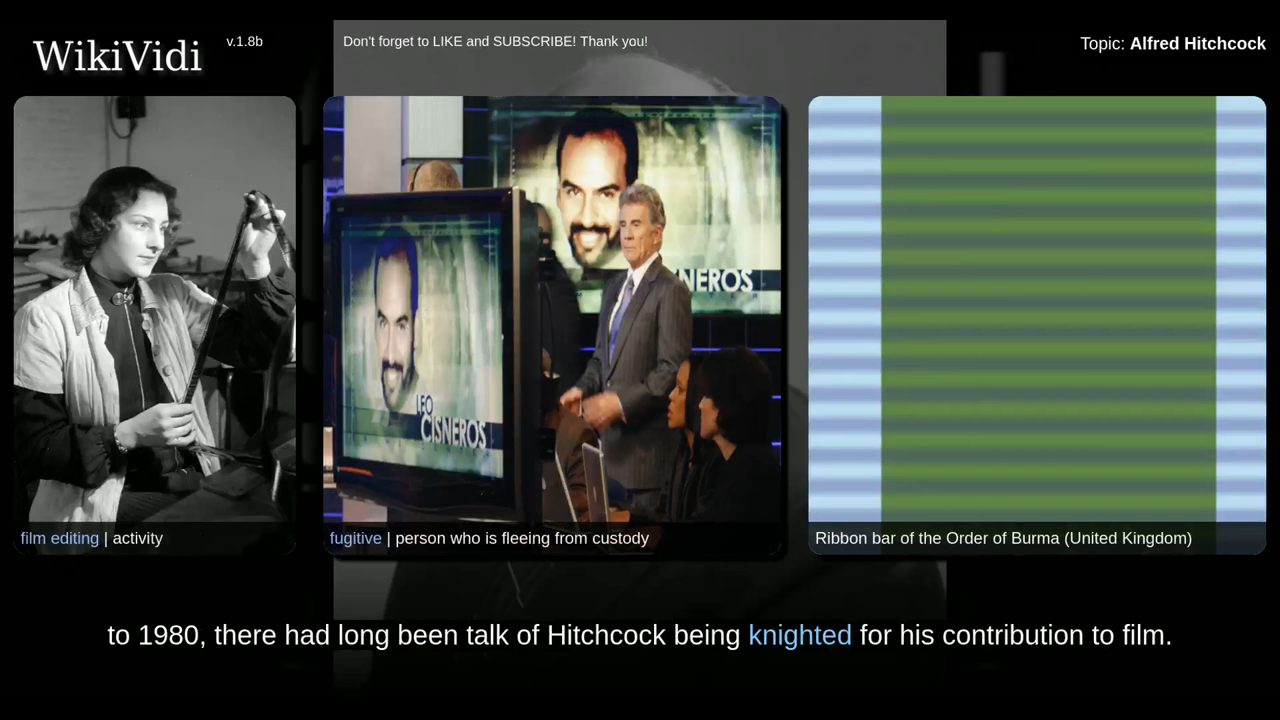 WikiVidi
v.1.8b
Don't forget to LIKE and SUBSCRIBE! Thank you!
Topic: Alfred Hitchcock
CISNEROS
LEO
CISNEROS
film editing | activity
fugitive | person who is fleeing from custody
Ribbon bar of the Order of Burma (United Kingdom)
to 1980, there had long been talk of Hitchcock being knighted for his contribution to film.